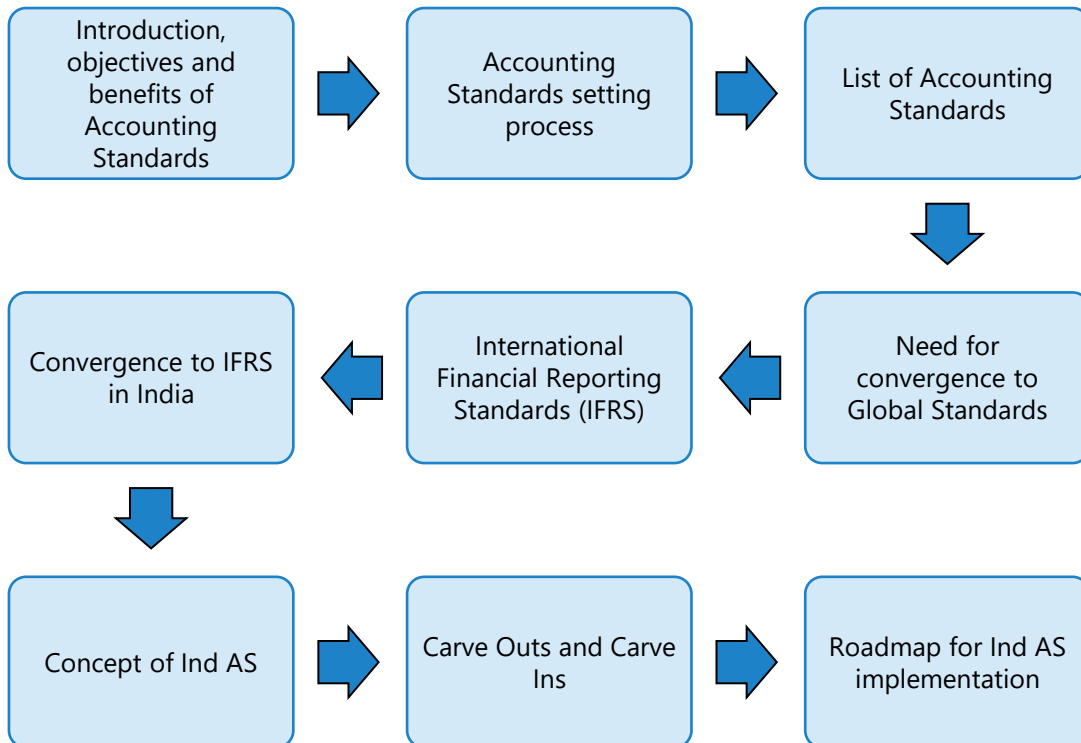 Introduction,
objectives and
benefits of
Accounting
Standards
Accounting
Standards setting
process
List of Accounting
Standards
Need for
convergence to
Global Standards
International
Financial Reporting
Standards (IFRS)
Convergence to IFRS
in India
Concept of Ind AS
Carve Outs and Carve
Ins
Roadmap for Ind AS
implementation